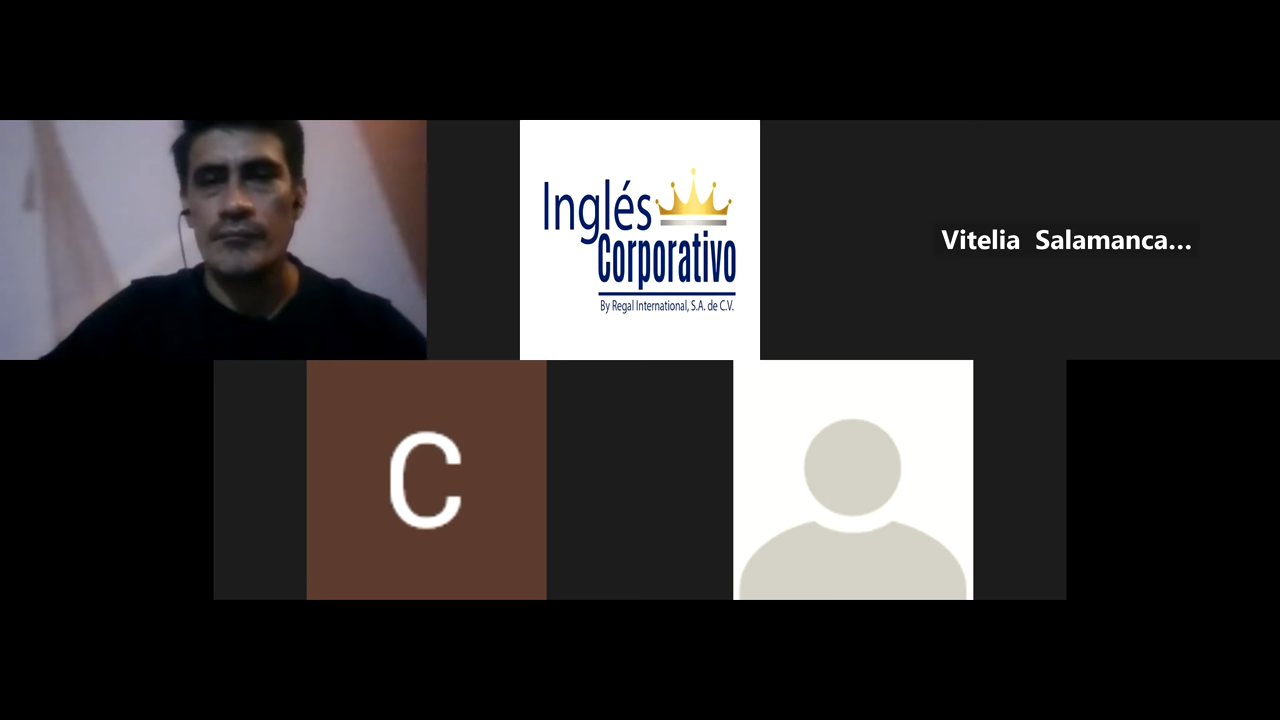 Inglés
Corporativo
By Regal International, S.A. de C.V.
Vitelia Salamanca...
C